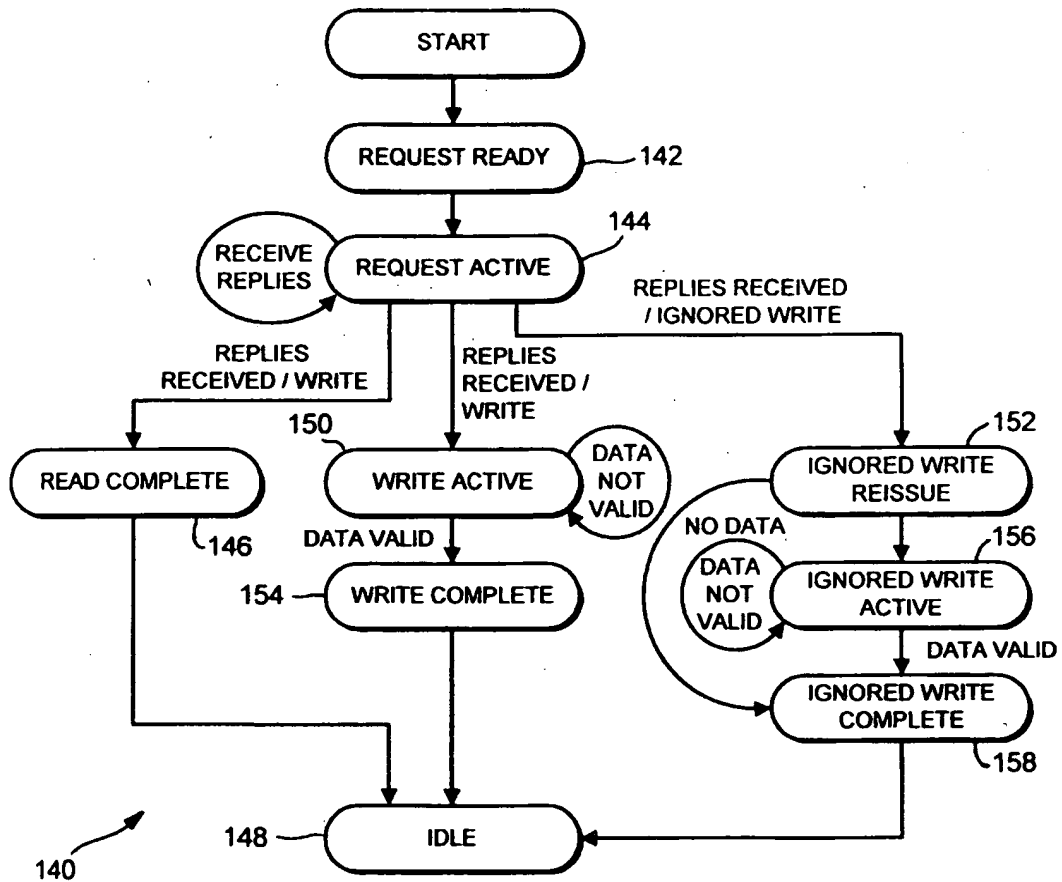 START
REQUEST READY
142
144
RECEIVE
REPLIES
REQUEST ACTIVE
REPLIES RECEIVED
/ IGNORED WRITE
REPLIES
RECEIVED / WRITE
REPLIES
RECEIVED /
WRITE
150
152
READ COMPLETE
WRITE ACTIVE
DATA
NOT
VALID
IGNORED WRITE
REISSUE
146
DATA VALID
NO DATA
156
154
WRITE COMPLETE
DATA
NOT
VALID
IGNORED WRITE
ACTIVE
DATA VALID
IGNORED WRITE
COMPLETE
158
148
IDLE
140